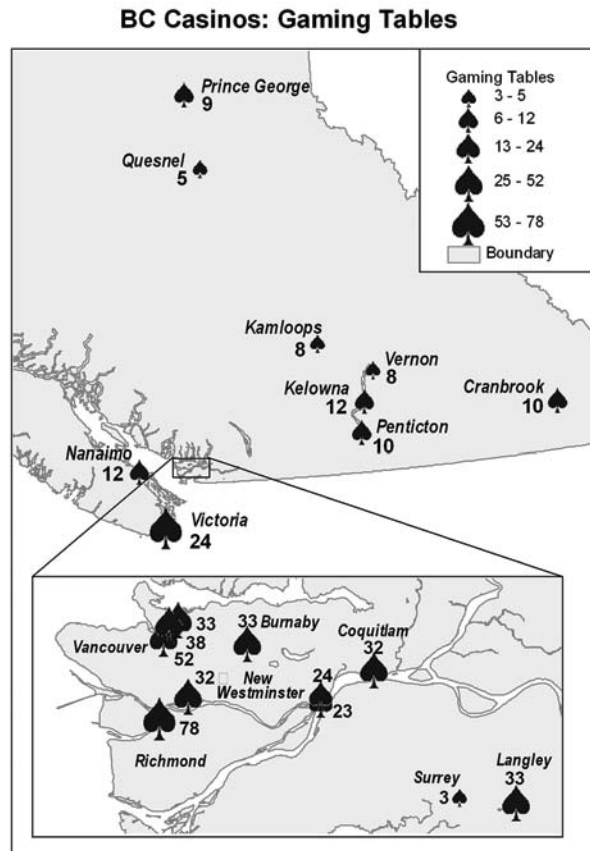 BC Casinos: Gaming Tables
Gaming Tables
3 - 5
6 - 12
13 - 24
25 - 52
53 - 78
Boundary
Prince George
9
Quesnel
5
Kamloops
8
Vernon
8
Kelowna
12
Cranbrook
10
Penticton
10
Nanaimo
12
Victoria
24
33
33 Burnaby
Vancouver
38
52
Coquitlam
32
32
New
Westminster
24
23
78
Richmond
Surrey
3
Langley
33